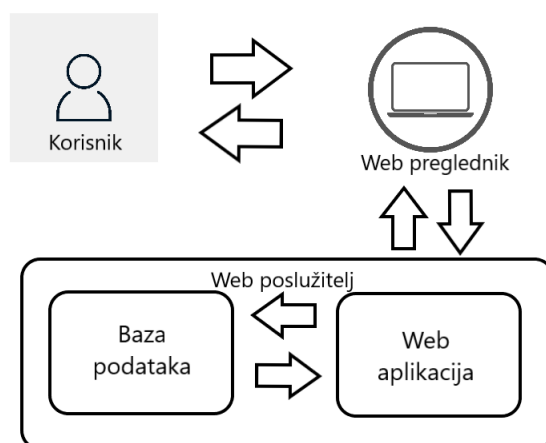 Korisnik
Web preglednik
Web poslužitelj
Baza
podataka
Web
aplikacija